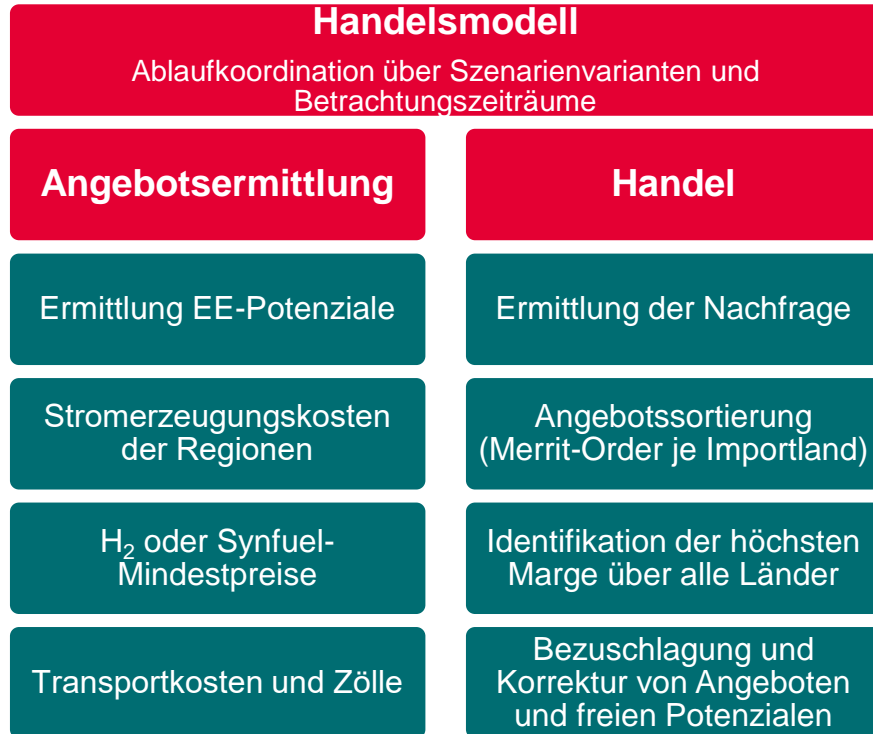 Handelsmodell
Ablaufkoordination über Szenarienvarianten und
Betrachtungszeiträume
Angebotsermittlung
Handel
Ermittlung EE-Potenziale
Ermittlung der Nachfrage
Stromerzeugungskosten
der Regionen
Angebotssortierung
(Merrit-Order je Importland)
H₂ oder Synfuel-
Mindestpreise
Identifikation der höchsten
Marge über alle Länder
Transportkosten und Zölle
Bezuschlagung und
Korrektur von Angeboten
und freien Potenzialen